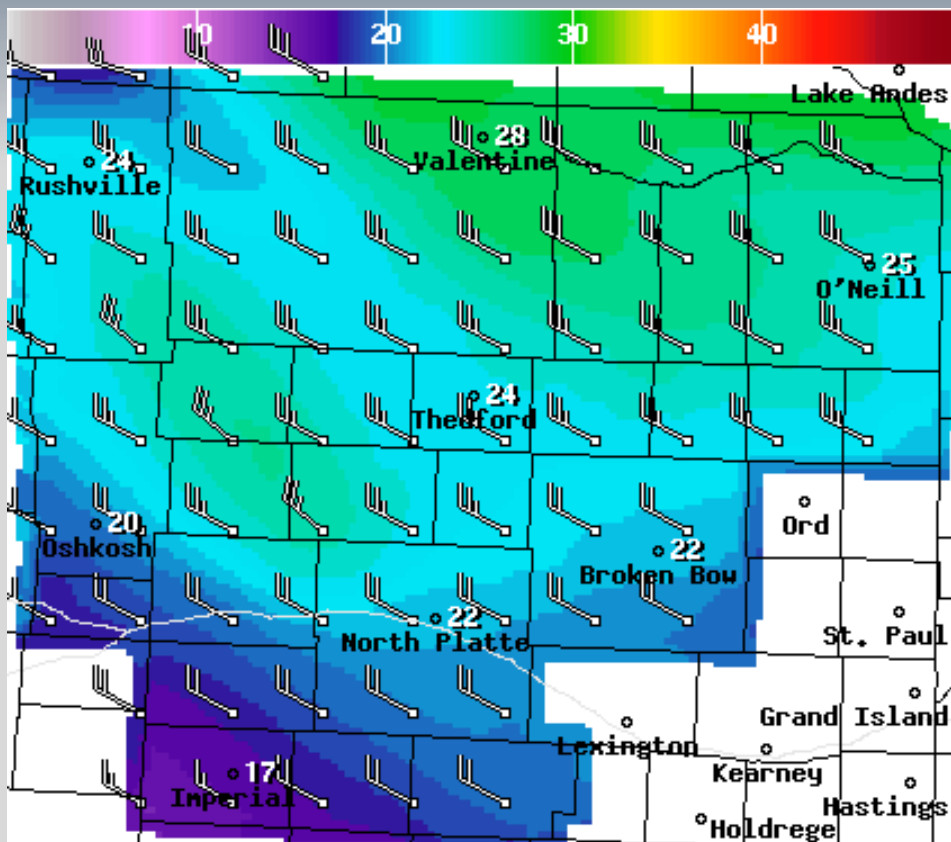 10 20 30 40
Lake Andes
28
Valentine
24
Rushville
25
O'Neill
24
Thedford
Ord
20
Oshkosh
22
Broken Bow
22
North Platte
St. Paul
Grand Island
Lexington
Kearney
17
Imperial
Hastings
Holdrege